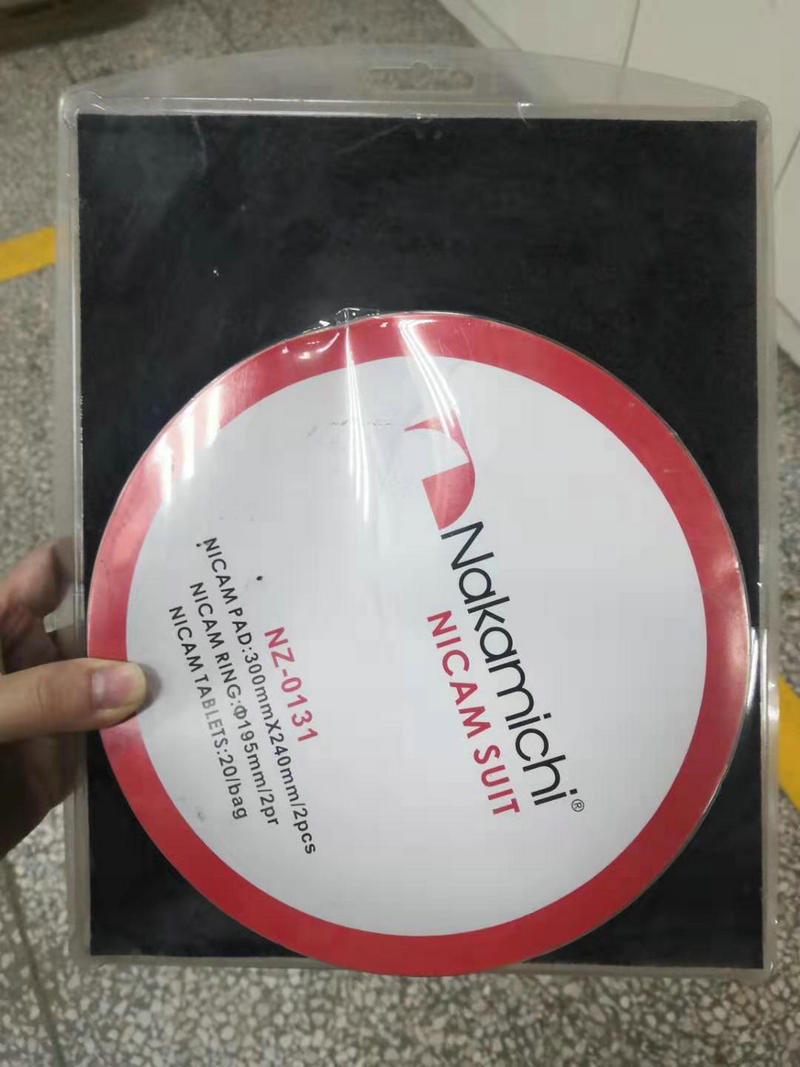 Nakamichi®
NICAM SUIT
NZ-0131
NICAM PAD:300mmX240mm/2pcs
NICAM RING:Φ195mm/2pr
NICAM TABLETS:20/bag